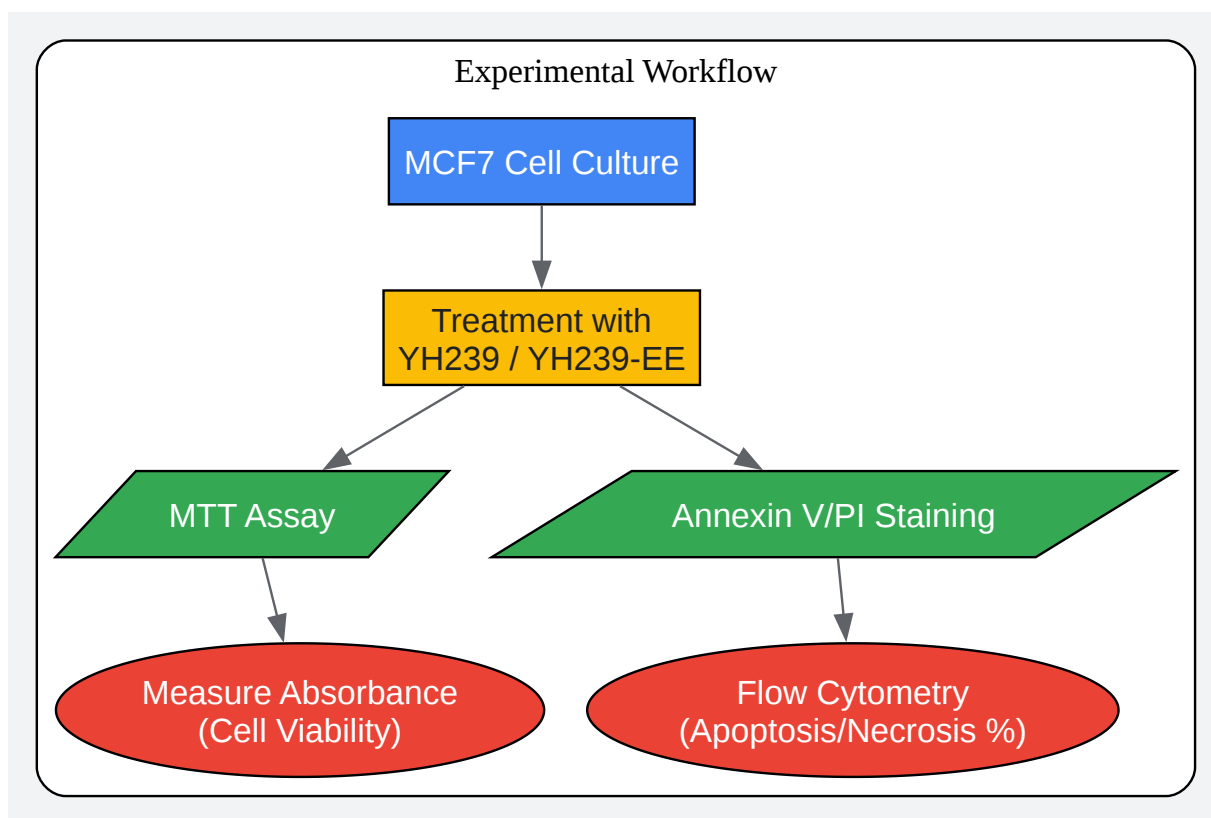 Experimental Workflow
MCF7 Cell Culture
Treatment with
YH239 / YH239-EE
MTT Assay
Annexin V/PI Staining
Measure Absorbance
(Cell Viability)
Flow Cytometry
(Apoptosis/Necrosis %)